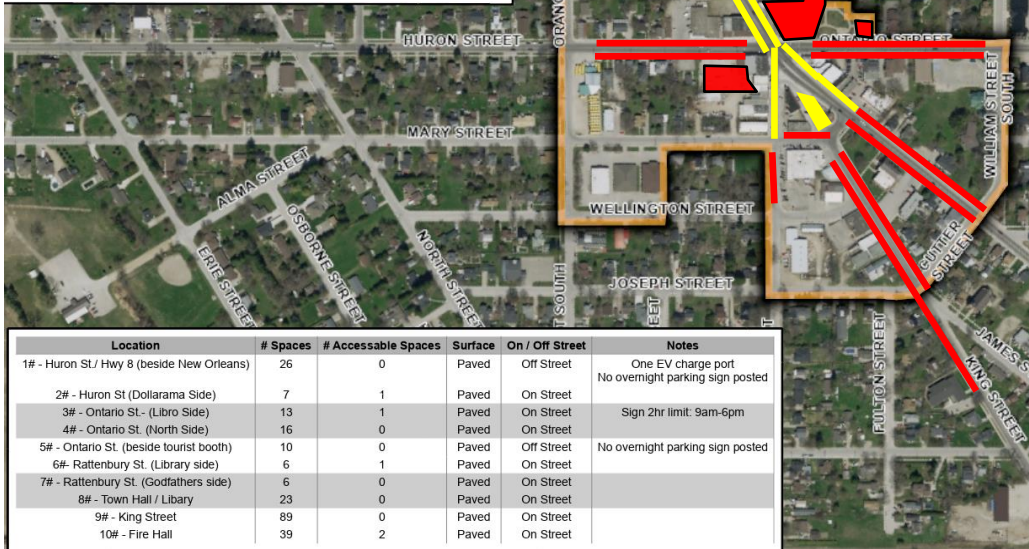 HURON STREET
ORANG
ONTARIO STREET
WILLIAM STREET
SOUTH
MARY STREET
ALMA STREET
OSBORNE STREET
ERIE STREET
NORTH STREET
WELLINGTON STREET
CUTTER
STREET
JOSEPH STREET
T SOUTH
REET
T
FULTON STREET
JAMES S
KING STREET
Location # Spaces # Accessable Spaces Surface On / Off Street Notes
1# - Huron St./ Hwy 8 (beside New Orleans) 26 0 Paved Off Street One EV charge port
No overnight parking sign posted
2# - Huron St (Dollarama Side) 7 1 Paved On Street
3# - Ontario St.- (Libro Side) 13 1 Paved On Street Sign 2hr limit: 9am-6pm
4# - Ontario St. (North Side) 16 0 Paved On Street
5# - Ontario St. (beside tourist booth) 10 0 Paved Off Street No overnight parking sign posted
6#- Rattenbury St. (Library side) 6 1 Paved On Street
7# - Rattenbury St. (Godfathers side) 6 0 Paved On Street
8# - Town Hall / Libary 23 0 Paved On Street
9# - King Street 89 0 Paved On Street
10# - Fire Hall 39 2 Paved On Street